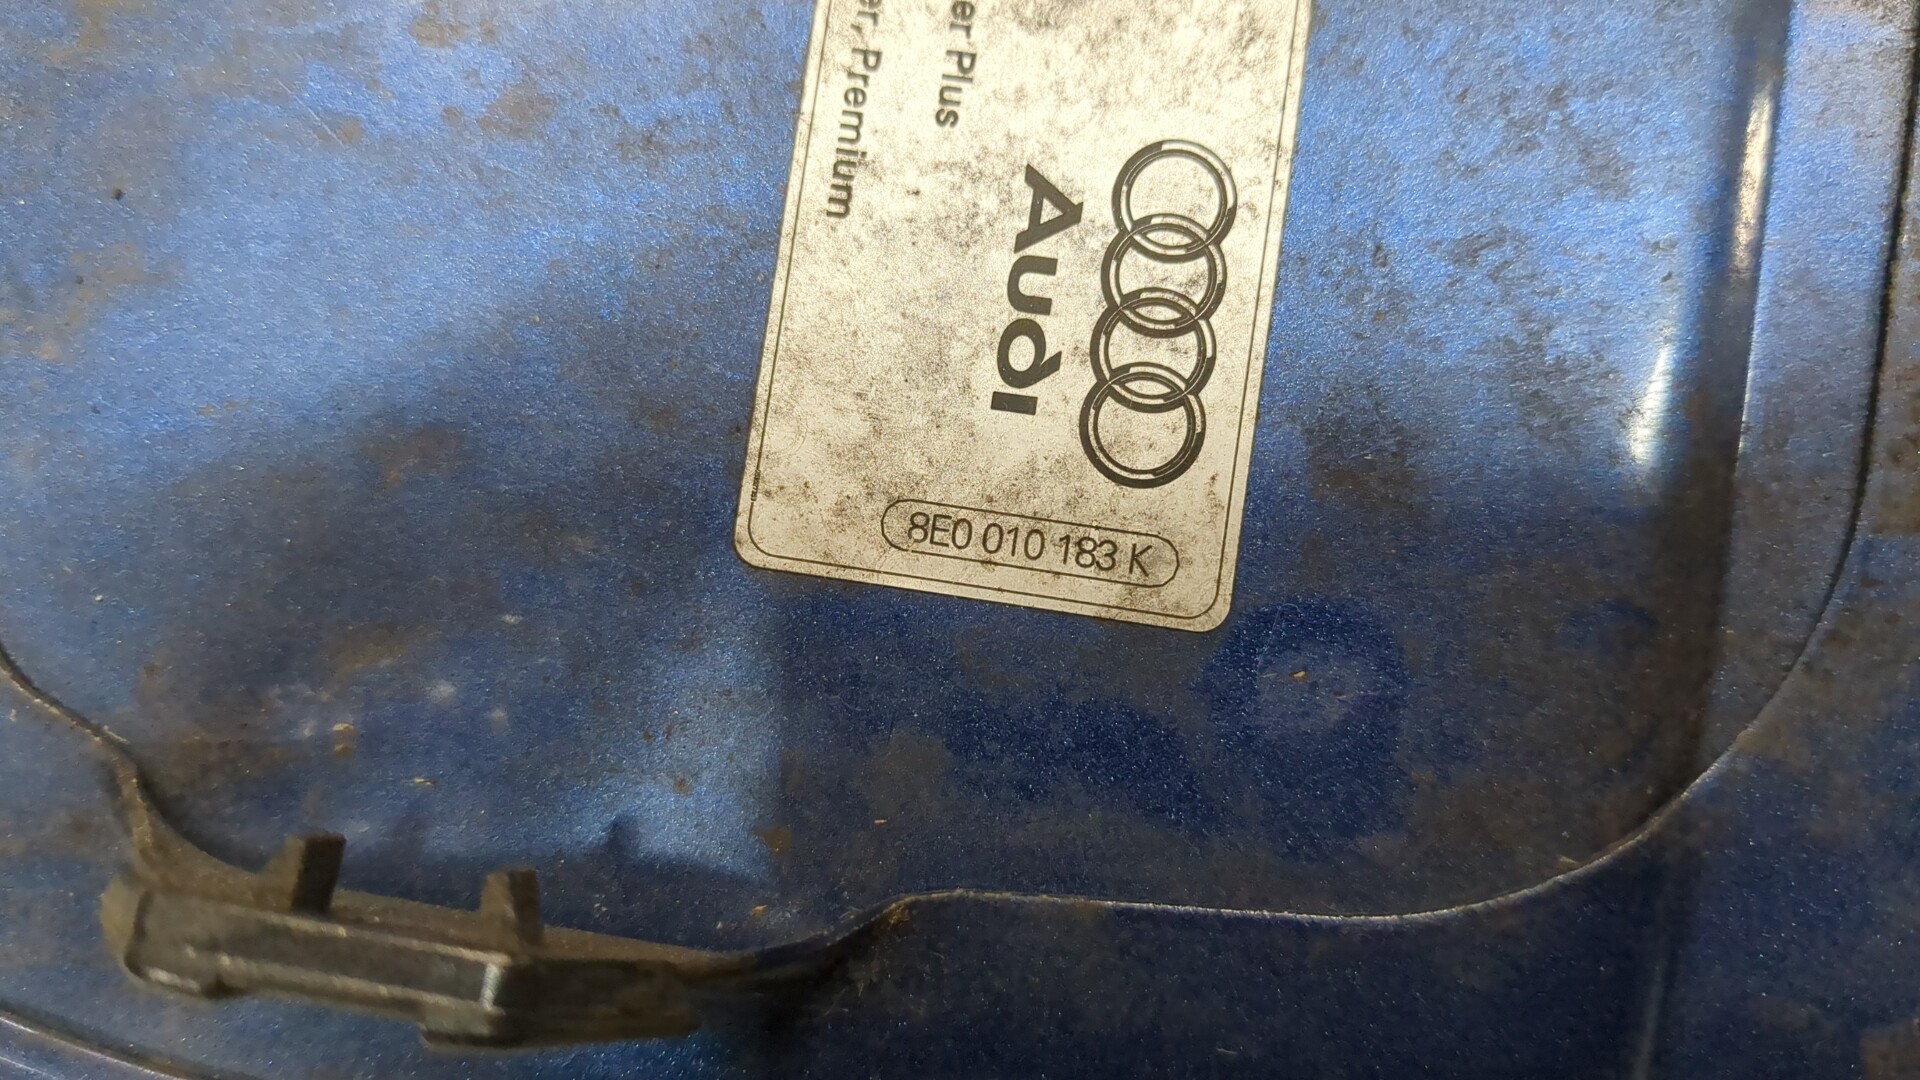 Audi
er Plus
er, Premium
8E0 010 183 K